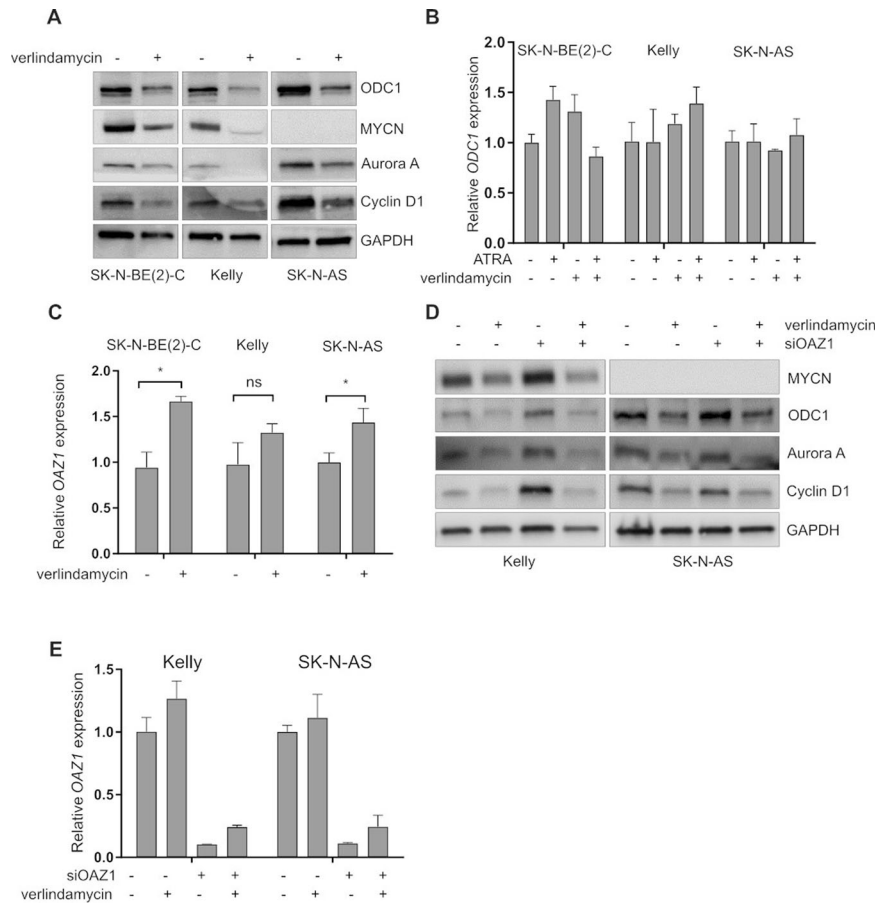 A
verlindamycin - + - + - +
ODC1
MYCN
Aurora A
Cyclin D1
GAPDH
SK-N-BE(2)-C Kelly SK-N-AS
B
SK-N-BE(2)-C Kelly SK-N-AS
Relative ODC1 expression
2.0
1.5
1.0
0.5
0.0
ATRA - + - + - + - + - + - +
verlindamycin - - + + - - + + - - + +
C
SK-N-BE(2)-C Kelly SK-N-AS
* ns *
Relative OAZ1 expression
2.0
1.5
1.0
0.5
0.0
verlindamycin - + - + - +
D
- + - + - + - + verlindamycin
- - + + - - + + siOAZ1
MYCN
ODC1
Aurora A
Cyclin D1
GAPDH
Kelly SK-N-AS
E
Kelly SK-N-AS
Relative OAZ1 expression
1.5
1.0
0.5
0.0
siOAZ1 - - + + - - + +
verlindamycin - + - + - + - +